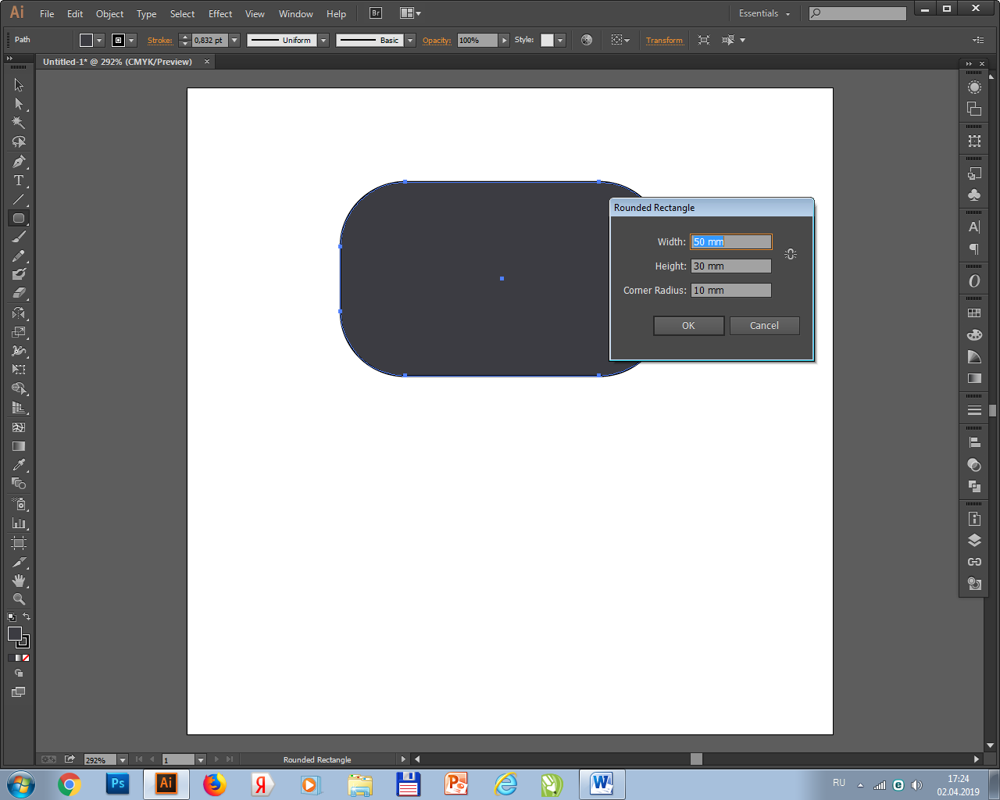 Ai File Edit Object Type Select Effect View Window Help Br Essentials
Path Stroke: 0,832 pt Uniform Basic Opacity: 100% Style: Transform
Untitled-1* @ 292% (CMYK/Preview) ×
Rounded Rectangle
Width: 50 mm
Height: 30 mm
Corner Radius: 10 mm
OK Cancel
292% 1 Rounded Rectangle
Ps Ai Я W
RU 17:24
02.04.2019